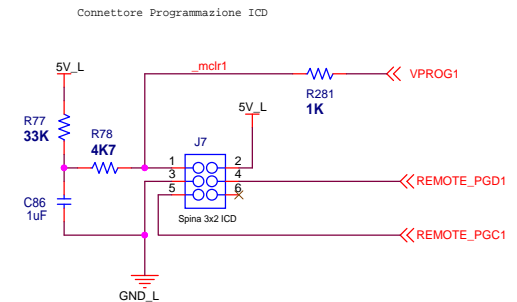 Connettore Programmazione ICD
5V_L
_mclr1
VPROG1
R281
1K
5V_L
R77
33K
R78
4K7
J7
1
2
3
4
5
6
REMOTE_PGD1
C86
1uF
Spina 3x2 ICD
REMOTE_PGC1
GND_L